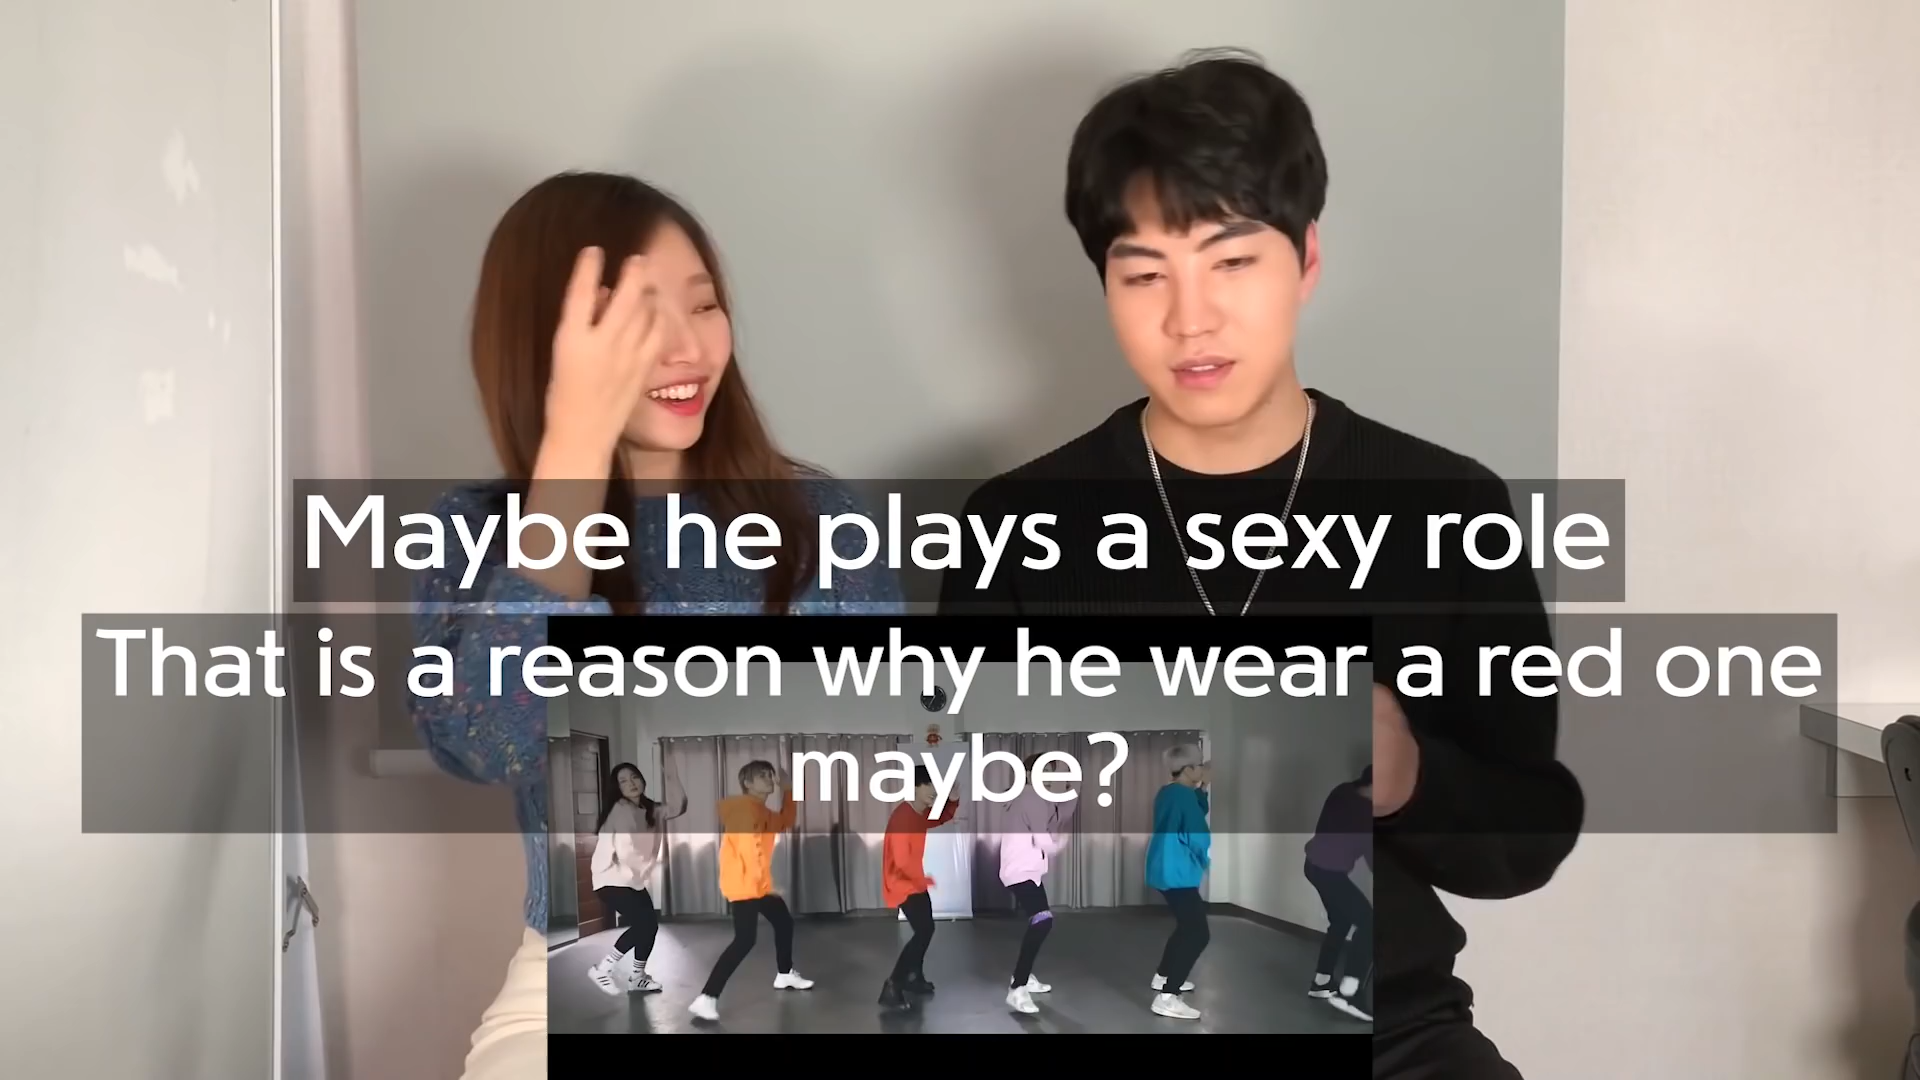 Maybe he plays a sexy role
That is a reason why he wear a red one
maybe?